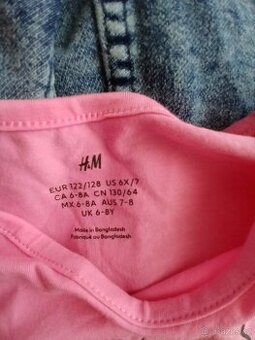 H&M
EUR 122/128 US 6X/7
CA 6-8A CN 130/64
MX 6-8A AUS 7-8
UK 6-8Y
Made in Bangladesh
Fabriqué au Bangladesh